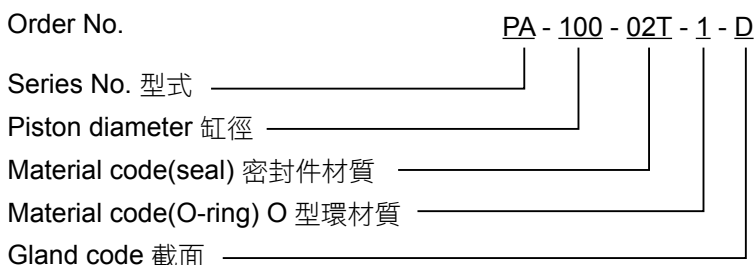 Order No. PA - 100 - 02T - 1 - D
Series No. 型式
Piston diameter 缸徑
Material code(seal) 密封件材質
Material code(O-ring) O 型環材質
Gland code 截面